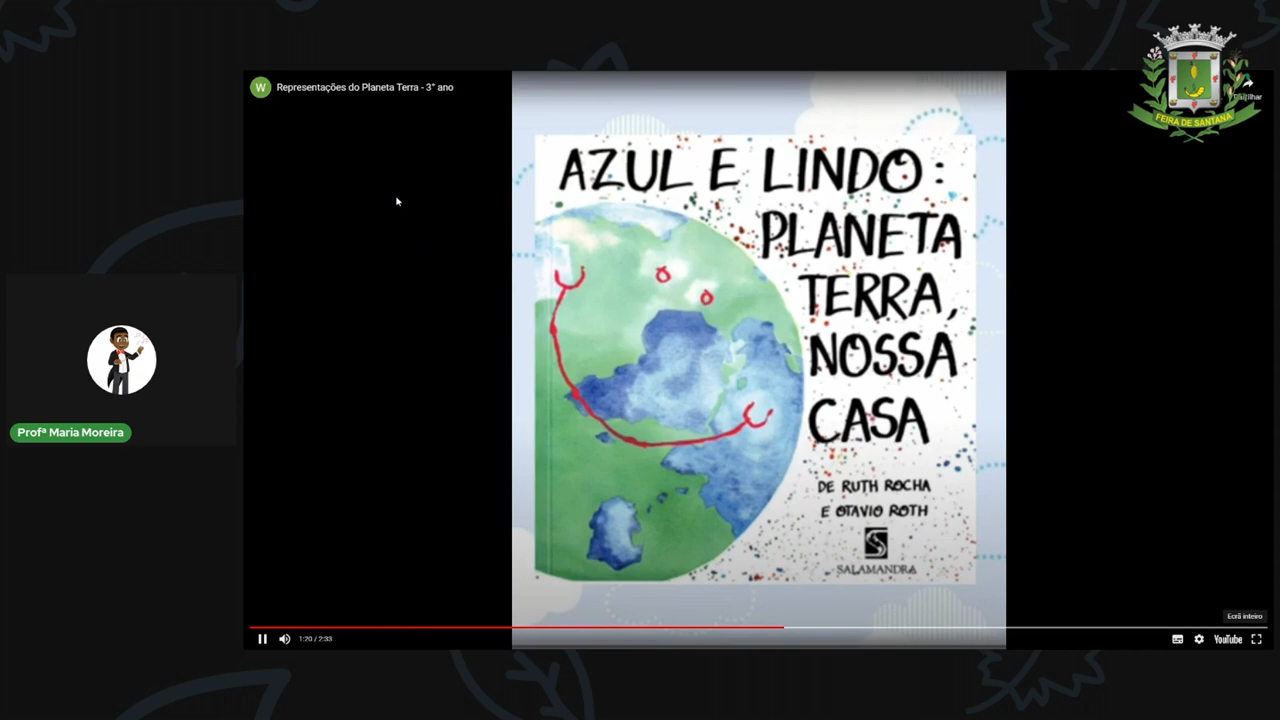 W
Representações do Planeta Terra - 3° ano
FEIRA DE SANTANA
AZUL E LINDO:
PLANETA
TERRA,
NOSSA
CASA
DE RUTH ROCHA
E OTAVIO ROTH
SALAMANDRA
Profª Maria Moreira
Ecrã inteiro
1:20 / 2:33
YouTube